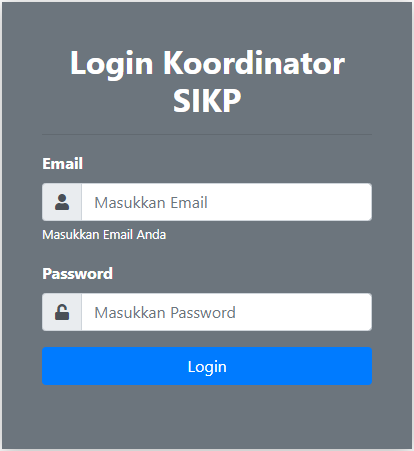 Login Koordinator
SIKP
Email
Masukkan Email
Masukkan Email Anda
Password
Masukkan Password
Login